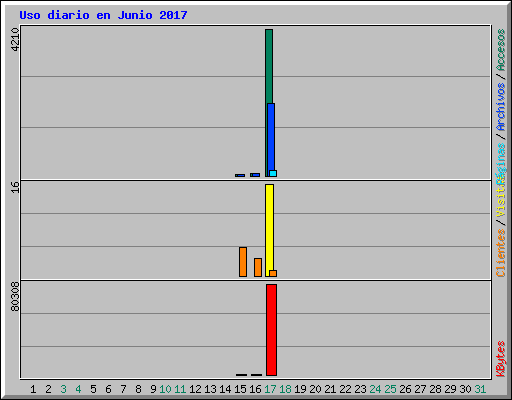 Uso diario en Junio 2017
4210
16
80308
Accesos / Archivos / Páginas
Visitas / Clientes
KBytes
1 2 3 4 5 6 7 8 9 10 11 12 13 14 15 16 17 18 19 20 21 22 23 24 25 26 27 28 29 30 31